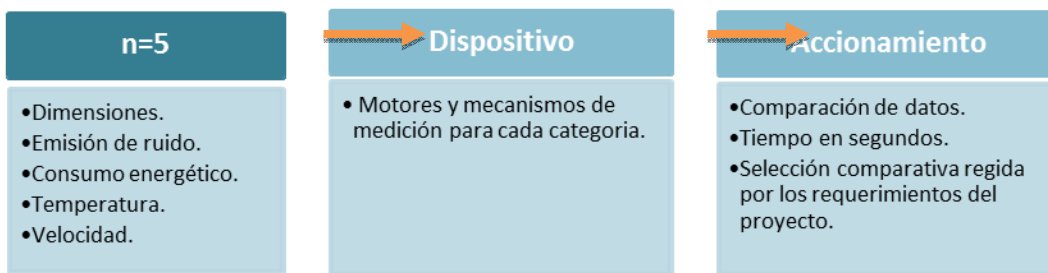 n=5
•Dimensiones.
•Emisión de ruido.
•Consumo energético.
•Temperatura.
•Velocidad.
Dispositivo
• Motores y mecanismos de
medición para cada categoria.
Accionamiento
•Comparación de datos.
•Tiempo en segundos.
•Selección comparativa regida
por los requerimientos del
proyecto.